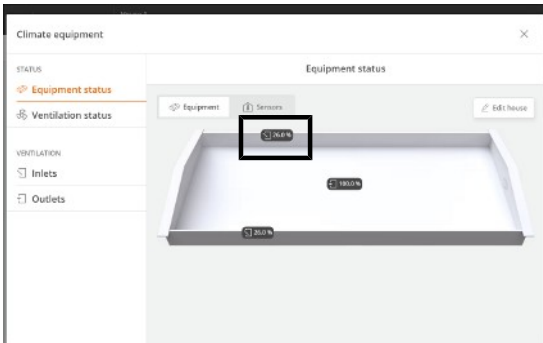 Climate equipment
STATUS
Equipment status
Ventilation status
VENTILATION
Inlets
Outlets
Equipment status
Equipment
Sensors
Edit house
26.0 %
100.0 %
26.0 %